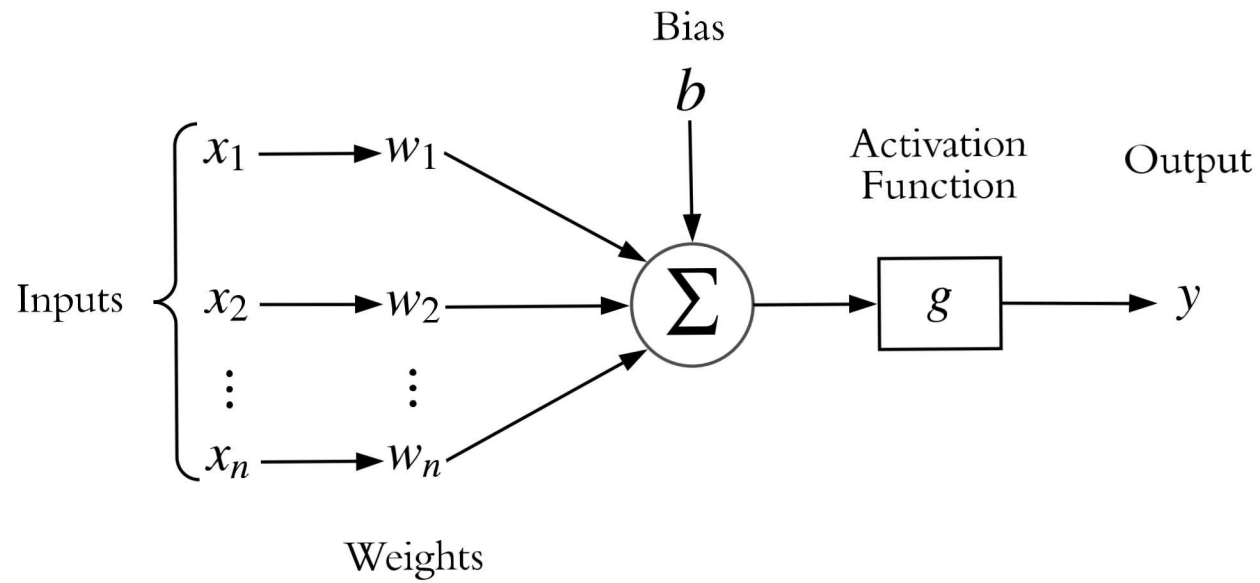 Bias
b
Activation
Function
Output
Inputs
x₁ w₁
x₂ w₂
Σ g y
⋮ ⋮
xₙ wₙ
Weights